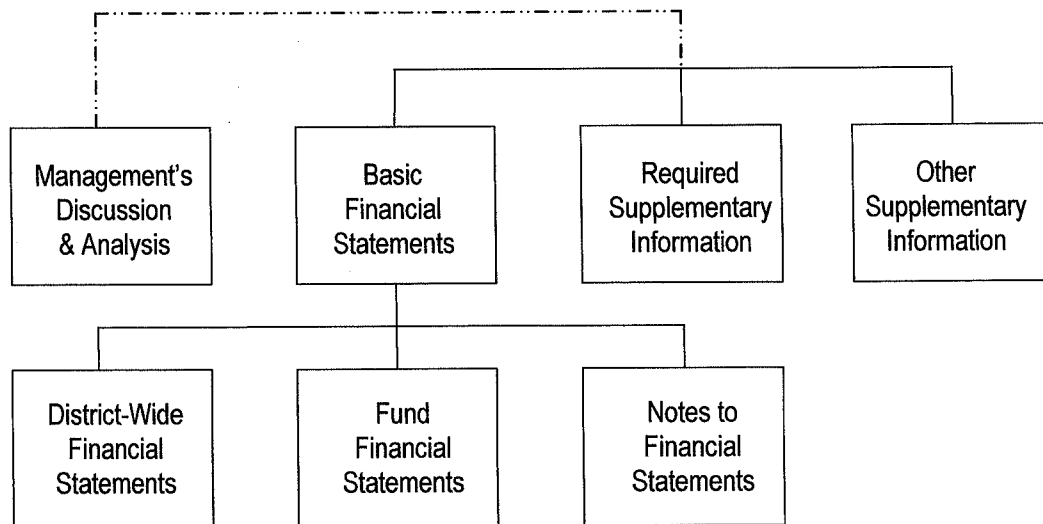 Management's
Discussion
& Analysis
Basic
Financial
Statements
Required
Supplementary
Information
Other
Supplementary
Information
District-Wide
Financial
Statements
Fund
Financial
Statements
Notes to
Financial
Statements